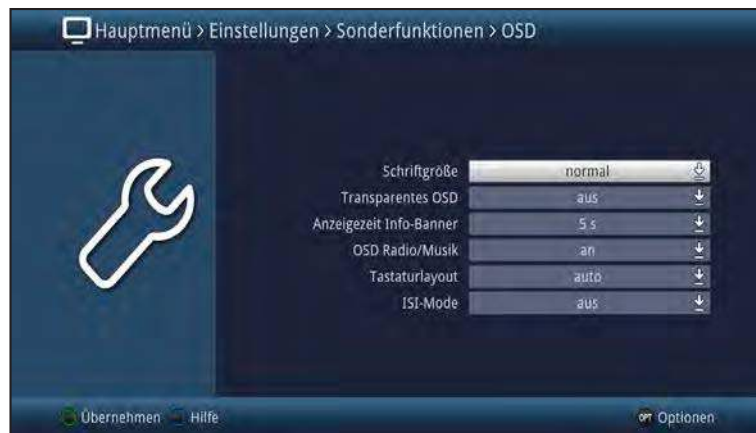 Hauptmenü > Einstellungen > Sonderfunktionen > OSD
Schriftgröße normal
Transparentes OSD aus
Anzeigezeit Info-Banner 5 s
OSD Radio/Musik an
Tastaturlayout auto
ISI-Mode aus
Übernehmen Hilfe OPT Optionen